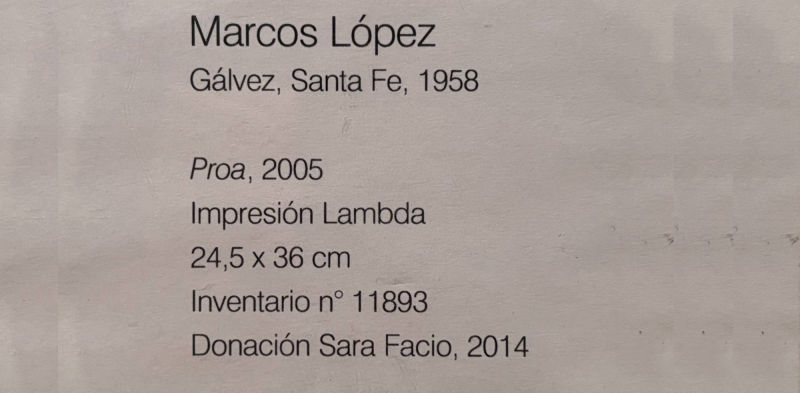 Marcos López
Gálvez, Santa Fe, 1958
Proa, 2005
Impresión Lambda
24,5 x 36 cm
Inventario n° 11893
Donación Sara Facio, 2014